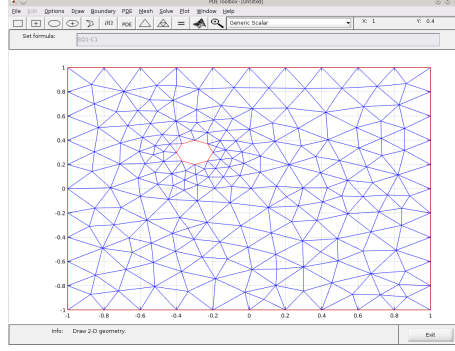 PDE Toolbox - [Untitled]
File Edit Options Draw Boundary PDE Mesh Solve Plot Window Help
∂Ω PDE = Generic Scalar X: 1 Y: 0.4
Set formula: SQ1-C1
1
0.8
0.6
0.4
0.2
0
-0.2
-0.4
-0.6
-0.8
-1
-1 -0.8 -0.6 -0.4 -0.2 0 0.2 0.4 0.6 0.8 1
Info: Draw 2-D geometry.
Exit